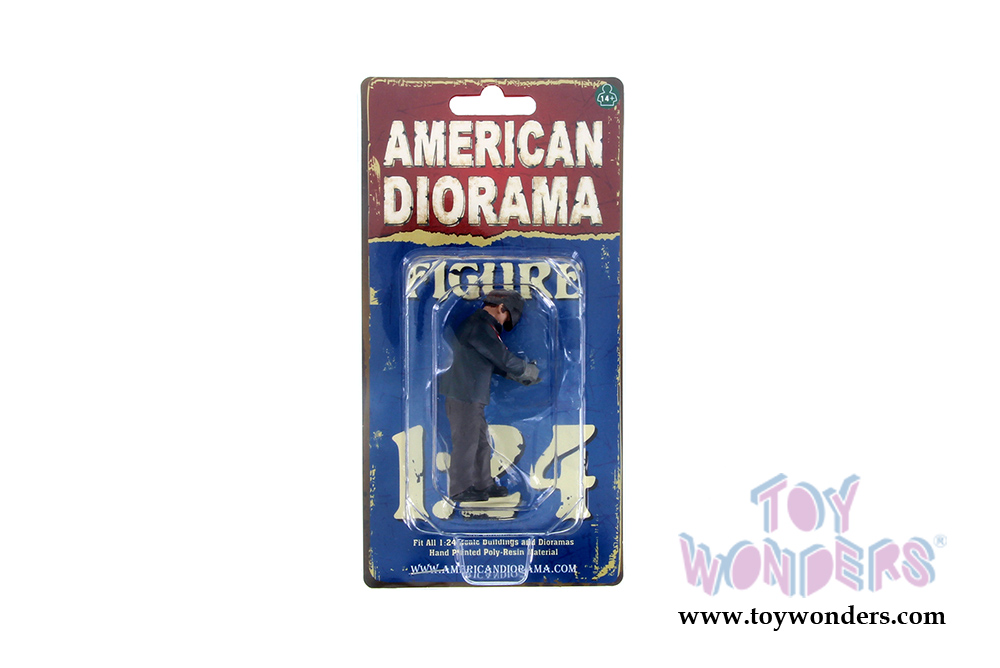 14+
AMERICAN
DIORAMA
FIGURE
1:24
Fit All 1:24 Scale Buildings and Dioramas
Hand Painted Poly-Resin Material
WWW.AMERICANDIORAMA.COM
TOY
WONDERS®
www.toywonders.com